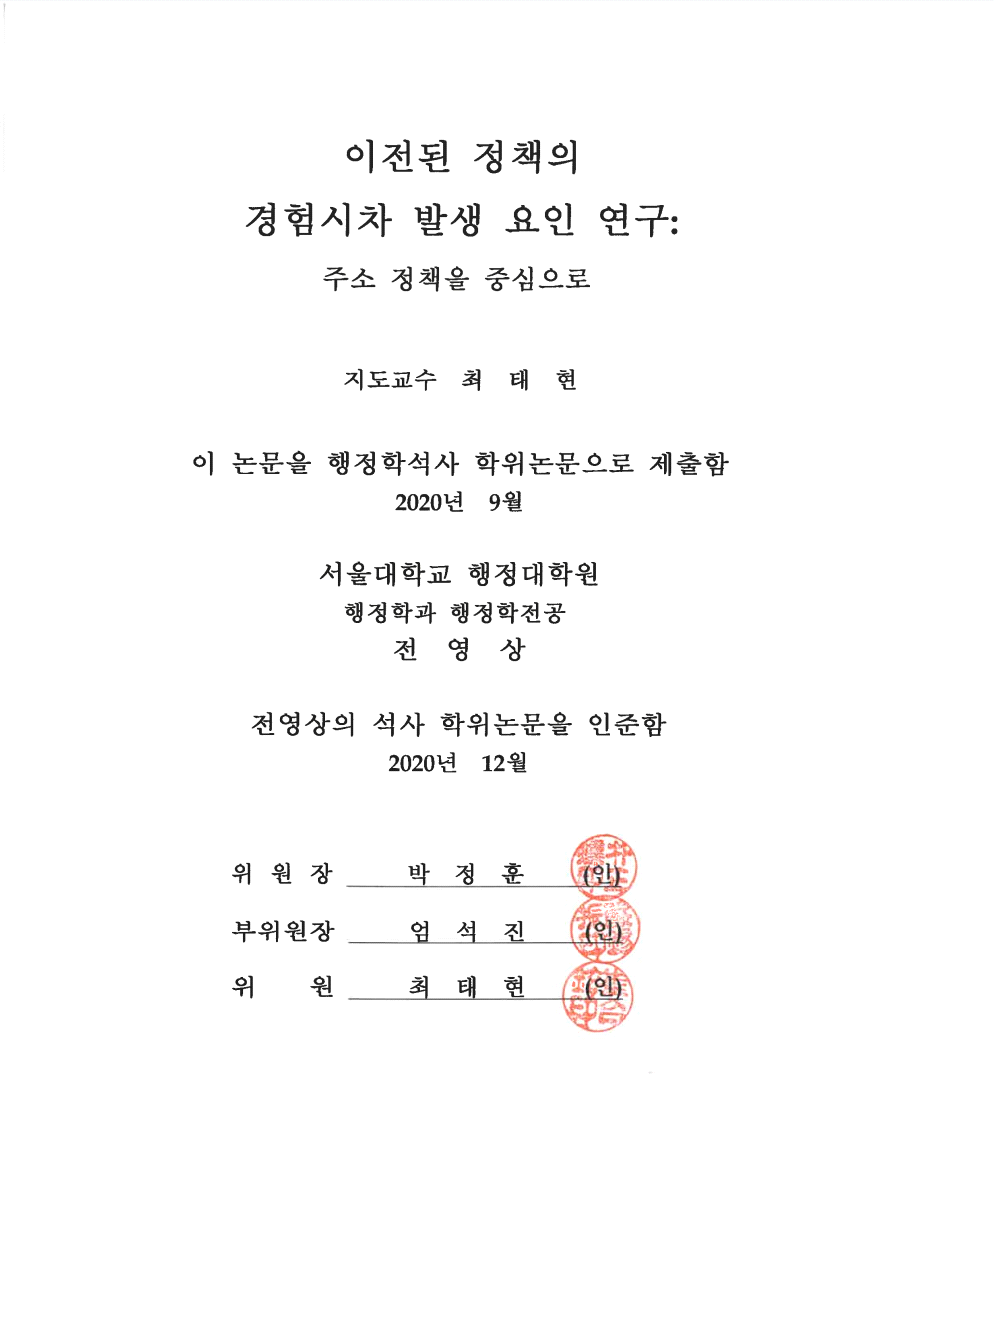 이전된 정책의
경험시차 발생 요인 연구:
주소 정책을 중심으로
지도교수 최 태 현
이 논문을 행정학석사 학위논문으로 제출함
2020년 9월
서울대학교 행정대학원
행정학과 행정학전공
전 영 상
전영상의 석사 학위논문을 인준함
2020년 12월
위 원 장 박 정 훈 (인)
부위원장 엄 석 진 (인)
위 원 최 태 현 (인)